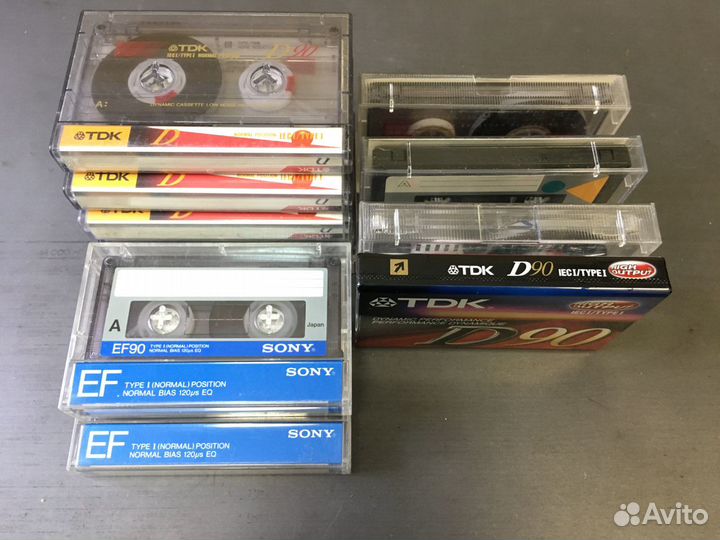 TDK D90
IEC I/TYPE I NORMAL
A:
DYNAMIC CASSETTE LOW NOISE
TDK D NORMAL POSITION IEC I/TYPE I
TDK D
TDK D
A
Japan
EF90 TYPE I (NORMAL) POSITION
NORMAL BIAS 120µs EQ
SONY
EF TYPE I (NORMAL) POSITION
NORMAL BIAS 120µs EQ
SONY
EF TYPE I (NORMAL) POSITION
NORMAL BIAS 120µs EQ
SONY
TDK D90 IEC I/TYPE I HIGH OUTPUT
TDK
IEC I/TYPE I
DYNAMIC PERFORMANCE
PERFORMANCE DYNAMIQUE
D90
Avito